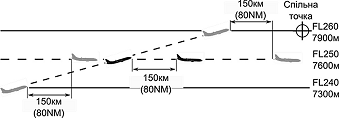 150км
(80NM)
Спільна
точка
FL260
7900м
FL250
7600м
150км
(80NM)
FL240
7300м
150км
(80NM)